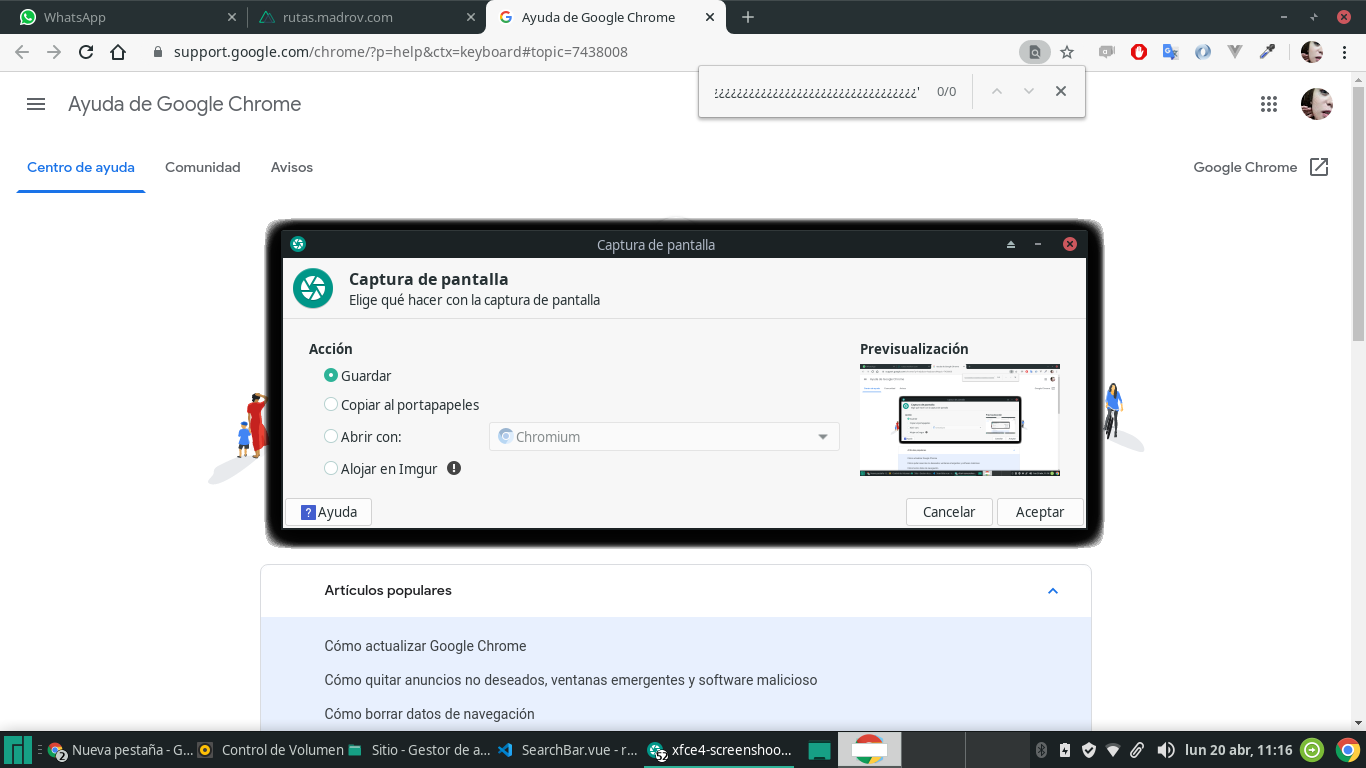 WhatsApp
rutas.madrov.com
Ayuda de Google Chrome
support.google.com/chrome/?p=help&ctx=keyboard#topic=7438008
¿¿¿¿¿¿¿¿¿¿¿¿¿¿¿¿¿¿¿¿¿¿¿¿¿¿¿¿¿¿¿¿¿¿' 0/0
Ayuda de Google Chrome
Centro de ayuda
Comunidad
Avisos
Google Chrome
Captura de pantalla
Captura de pantalla
Elige qué hacer con la captura de pantalla
Acción
Previsualización
Guardar
Copiar al portapapeles
Abrir con:
Chromium
Alojar en Imgur
Ayuda
Cancelar
Aceptar
Artículos populares
Cómo actualizar Google Chrome
Cómo quitar anuncios no deseados, ventanas emergentes y software malicioso
Cómo borrar datos de navegación
2
Nueva pestaña - G...
Control de Volumen
Sitio - Gestor de a...
SearchBar.vue - r...
52
xfce4-screenshoo...
lun 20 abr, 11:16